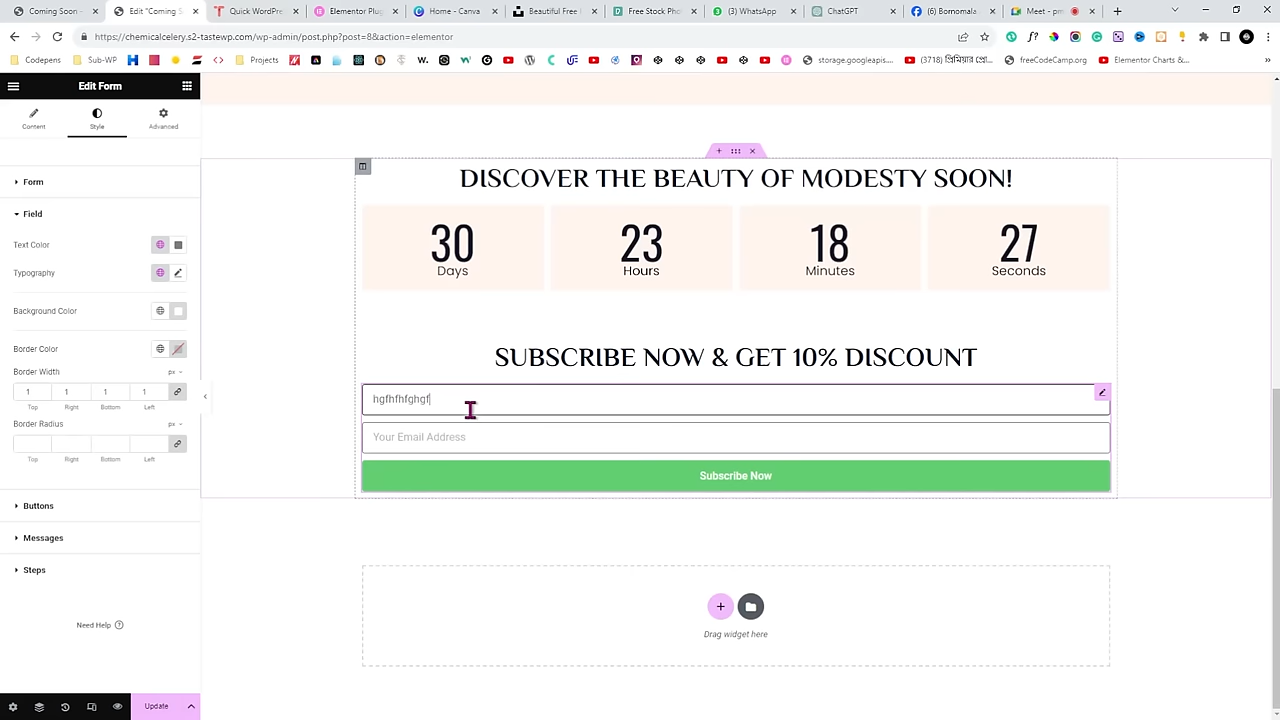 Coming Soon –
Edit "Coming S
Quick WordPre
Elementor Plug
Home - Canva
Beautiful Free I
Free Stock Pho
(3) WhatsApp
ChatGPT
(6) Bornomala
Meet - pm
https://chemicalcelery.s2-tastewp.com/wp-admin/post.php?post=8&action=elementor
Codepens
Sub-WP
Projects
storage.googleapis...
freeCodeCamp.org
Elementor Charts &...
Edit Form
Content
Style
Advanced
Form
Field
Text Color
Typography
Background Color
Border Color
Border Width
px
1 1 1 1
Top Right Bottom Left
Border Radius
px
Top Right Bottom Left
Buttons
Messages
Steps
Need Help
Update
DISCOVER THE BEAUTY OF MODESTY SOON!
30 23 18 27
Days Hours Minutes Seconds
SUBSCRIBE NOW & GET 10% DISCOUNT
hgfhfhfghgf
Your Email Address
Subscribe Now
Drag widget here